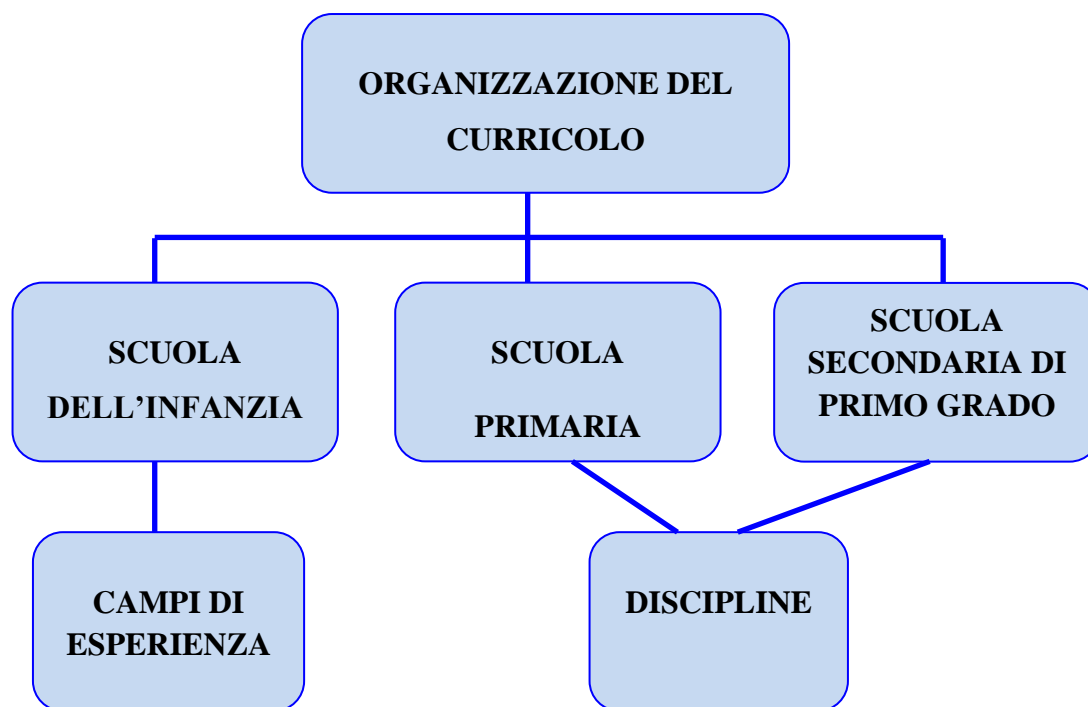 ORGANIZZAZIONE DEL
CURRICOLO
SCUOLA
DELL’INFANZIA
SCUOLA
PRIMARIA
SCUOLA
SECONDARIA DI
PRIMO GRADO
CAMPI DI
ESPERIENZA
DISCIPLINE